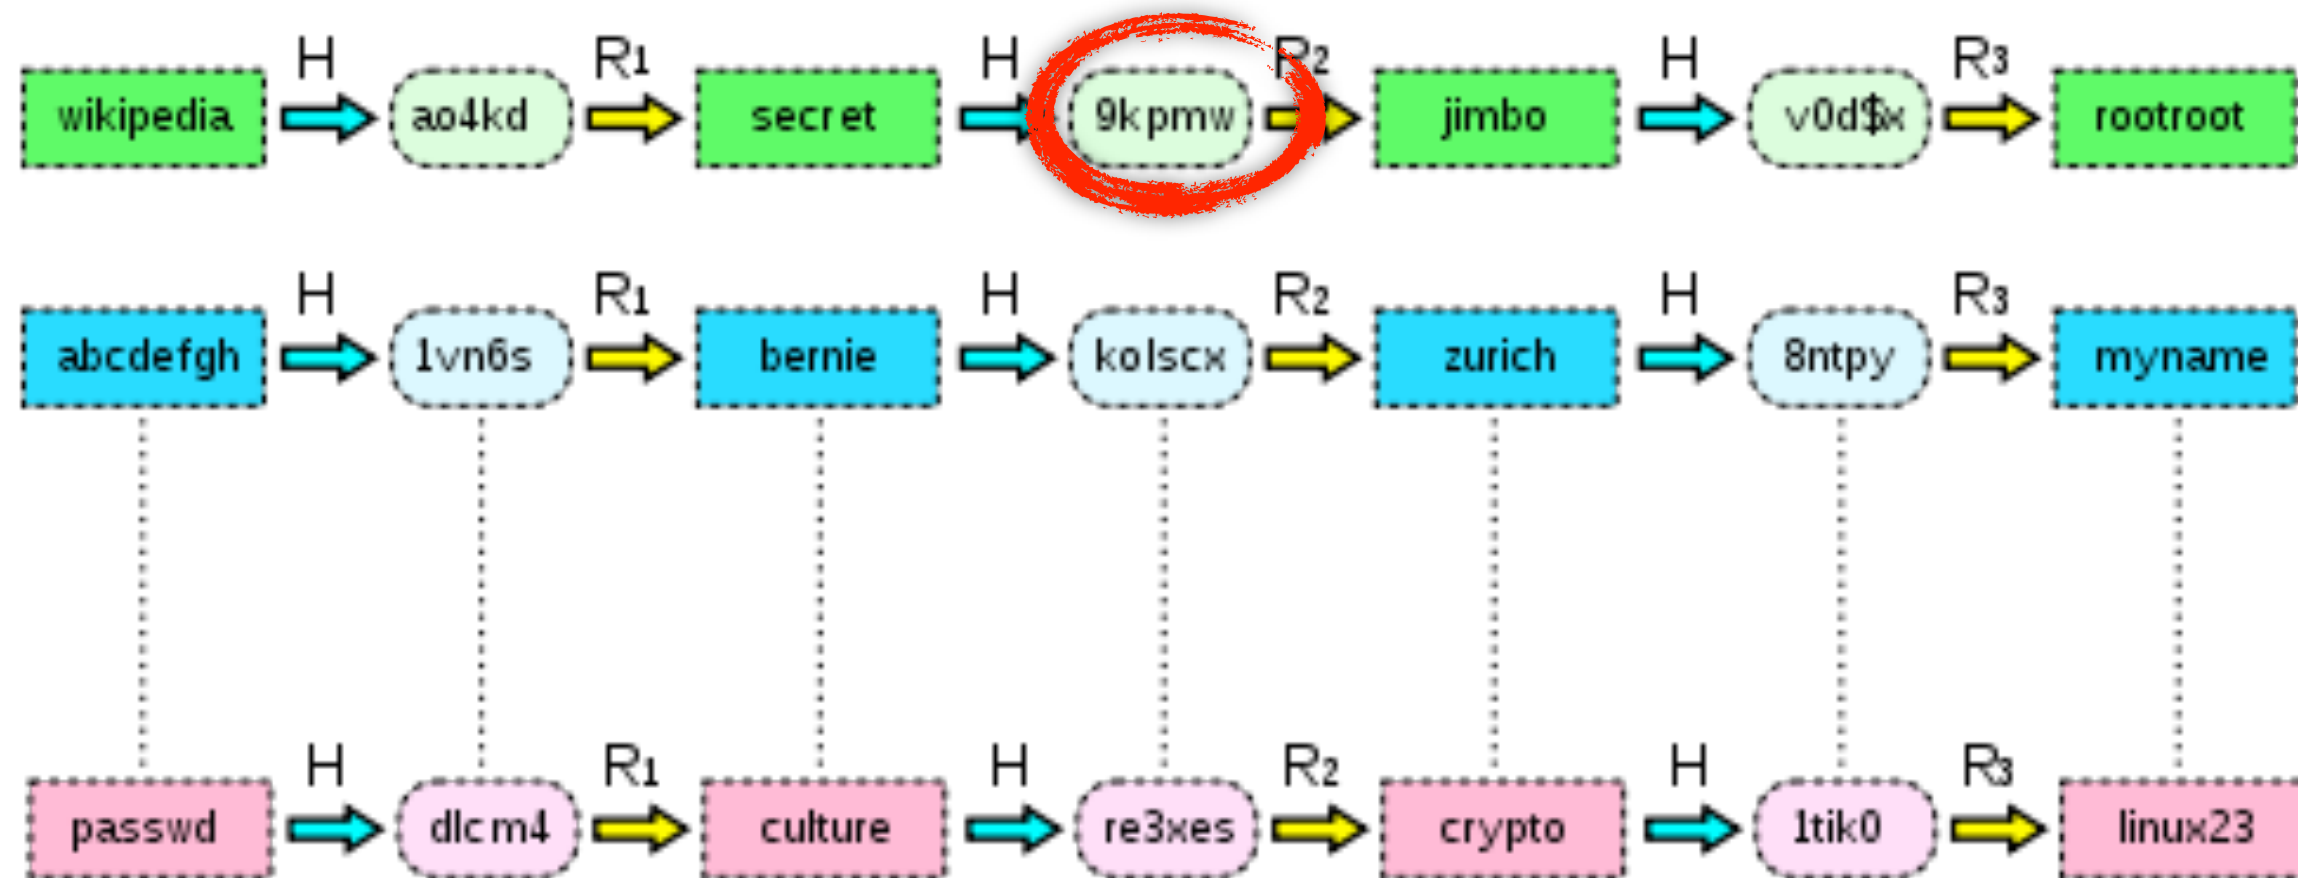 H R1 H R2 H R3
wikipedia ao4kd secret 9kpmw jimbo v0d$x rootroot
H R1 H R2 H R3
abcdefgh 1vn6s bernie kolscx zurich 8ntpy myname
H R1 H R2 H R3
passwd dlcm4 culture re3xes crypto 1tik0 linux23